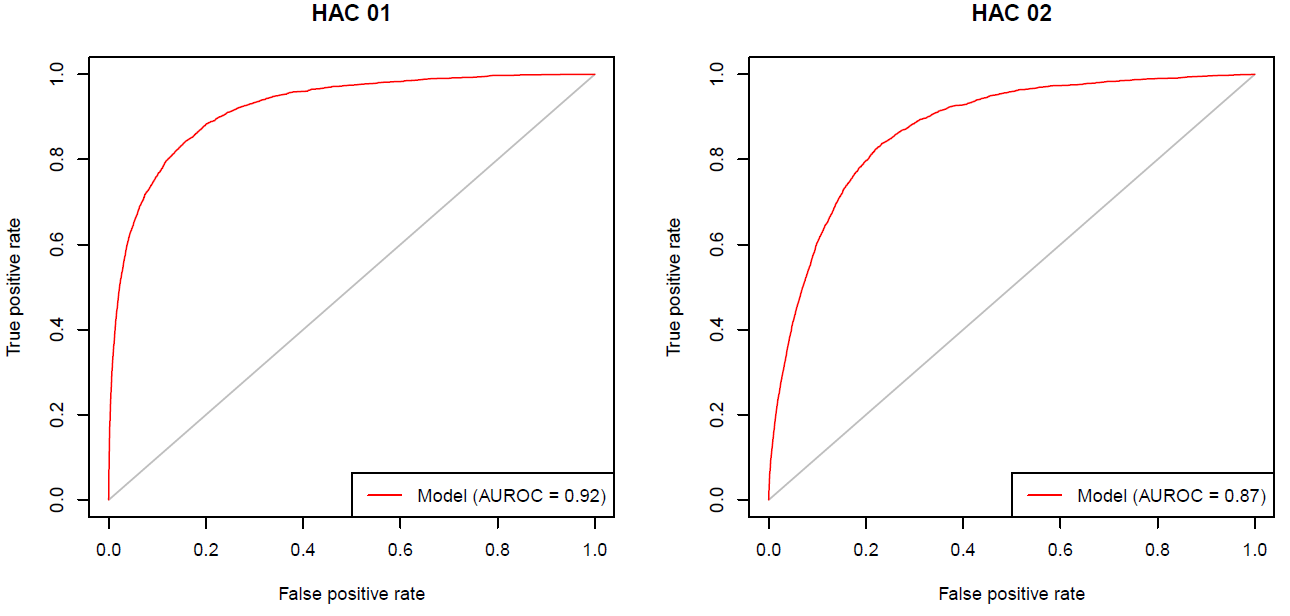 HAC 01
True positive rate
1.0
0.8
0.6
0.4
0.2
0.0
Model (AUROC = 0.92)
0.0 0.2 0.4 0.6 0.8 1.0
False positive rate
HAC 02
True positive rate
1.0
0.8
0.6
0.4
0.2
0.0
Model (AUROC = 0.87)
0.0 0.2 0.4 0.6 0.8 1.0
False positive rate